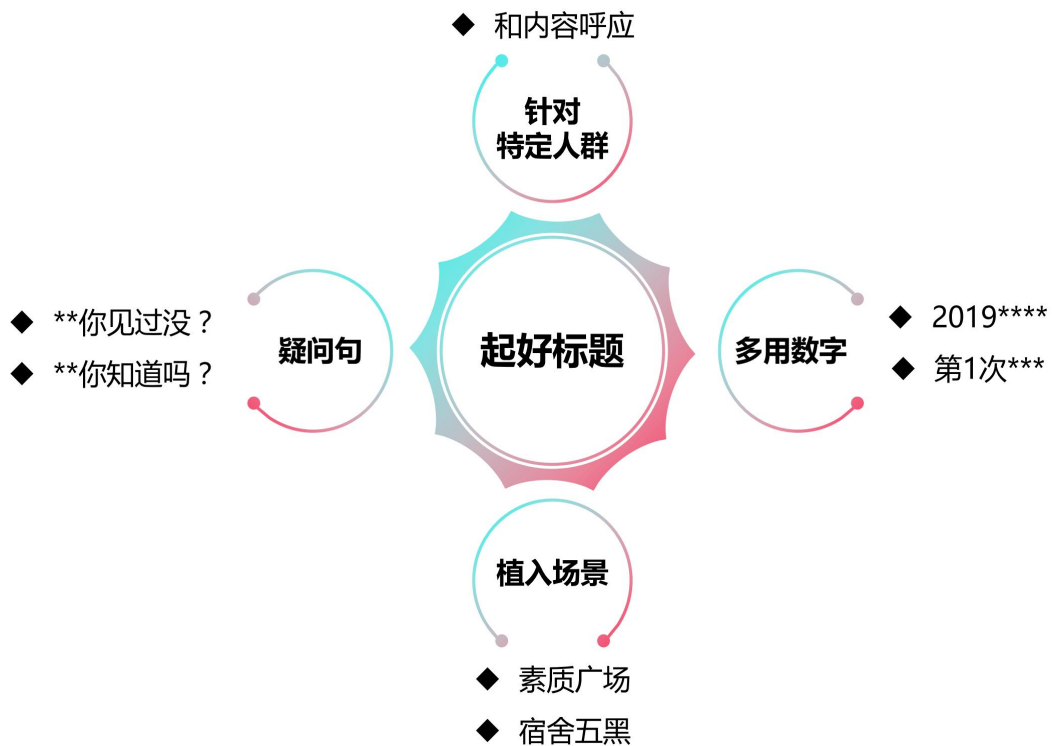 ◆ 和内容呼应
针对
特定人群
◆ **你见过没？
◆ **你知道吗？
疑问句
起好标题
多用数字
◆ 2019****
◆ 第1次***
植入场景
◆ 素质广场
◆ 宿舍五黑